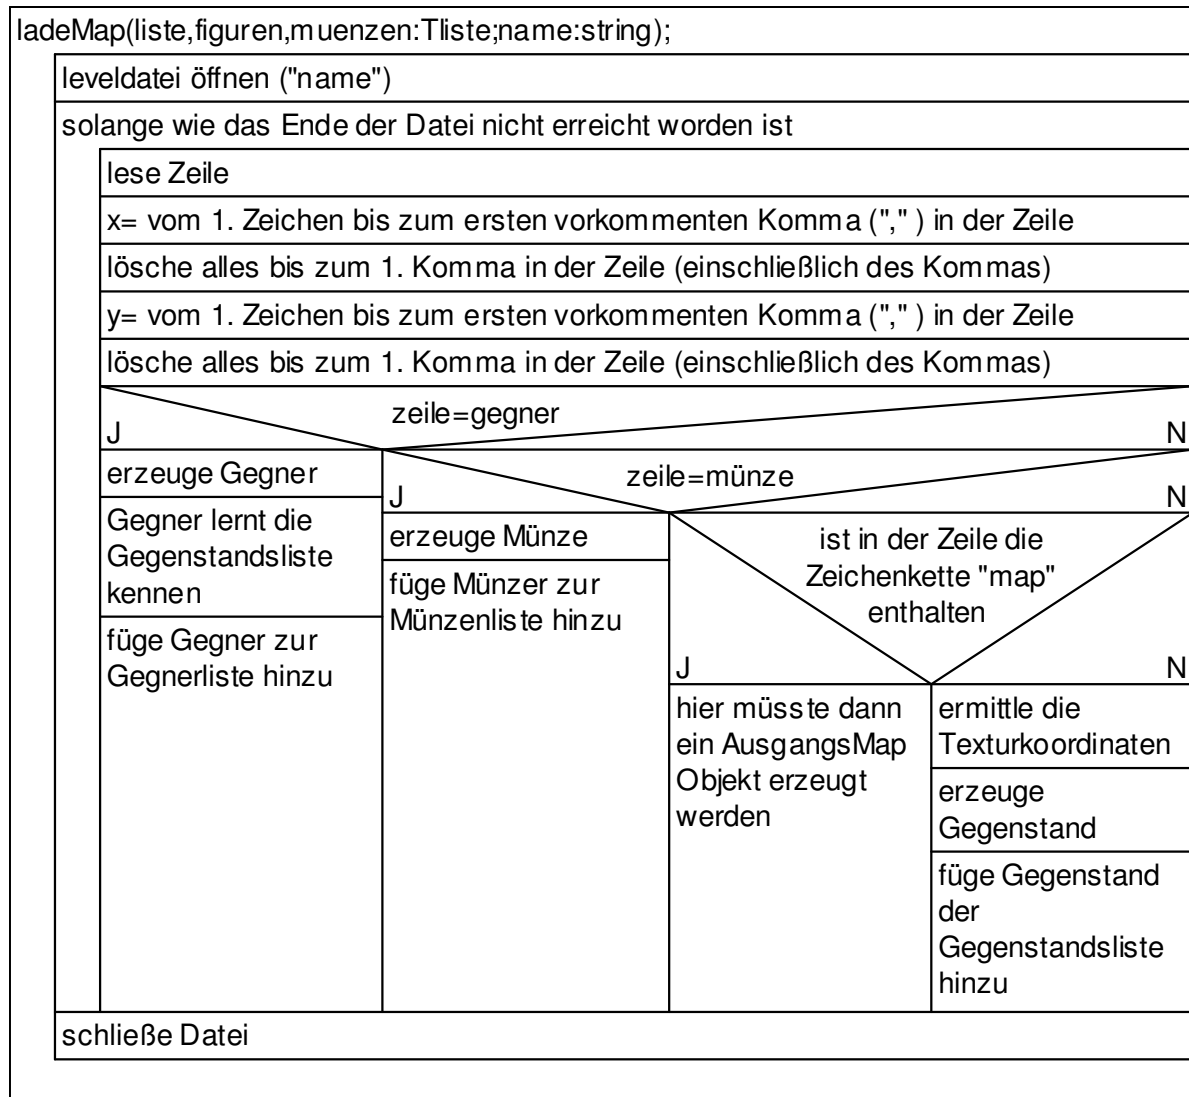 ladeMap(liste,figuren,muenzen:Tliste;name:string);
leveldatei öffnen ("name")
solange wie das Ende der Datei nicht erreicht worden ist
lese Zeile
x= vom 1. Zeichen bis zum ersten vorkommenten Komma ("," ) in der Zeile
lösche alles bis zum 1. Komma in der Zeile (einschließlich des Kommas)
y= vom 1. Zeichen bis zum ersten vorkommenten Komma ("," ) in der Zeile
lösche alles bis zum 1. Komma in der Zeile (einschließlich des Kommas)
zeile=gegner
J
N
erzeuge Gegner
Gegner lernt die
Gegenstandsliste
kennen
füge Gegner zur
Gegnerliste hinzu
zeile=münze
J
N
erzeuge Münze
füge Münzer zur
Münzenliste hinzu
ist in der Zeile die
Zeichenkette "map"
enthalten
J
N
hier müsste dann
ein AusgangsMap
Objekt erzeugt
werden
ermittle die
Texturkoordinaten
erzeuge
Gegenstand
füge Gegenstand
der
Gegenstandsliste
hinzu
schließe Datei